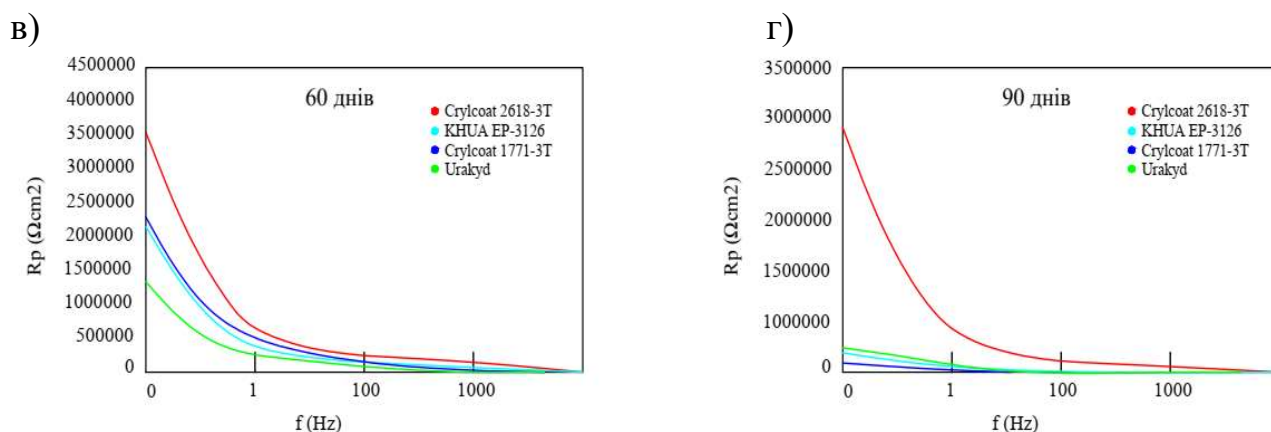 в)
60 днів
Crylcoat 2618-3T
KHUA EP-3126
Crylcoat 1771-3T
Urakyd
4500000
4000000
3500000
3000000
2500000
2000000
1500000
1000000
500000
0
Rp (Ωcm2)
0 1 100 1000
f (Hz)
г)
90 днів
Crylcoat 2618-3T
KHUA EP-3126
Crylcoat 1771-3T
Urakyd
3500000
3000000
2500000
2000000
1500000
1000000
0
Rp (Ωcm2)
0 1 100 1000
f (Hz)